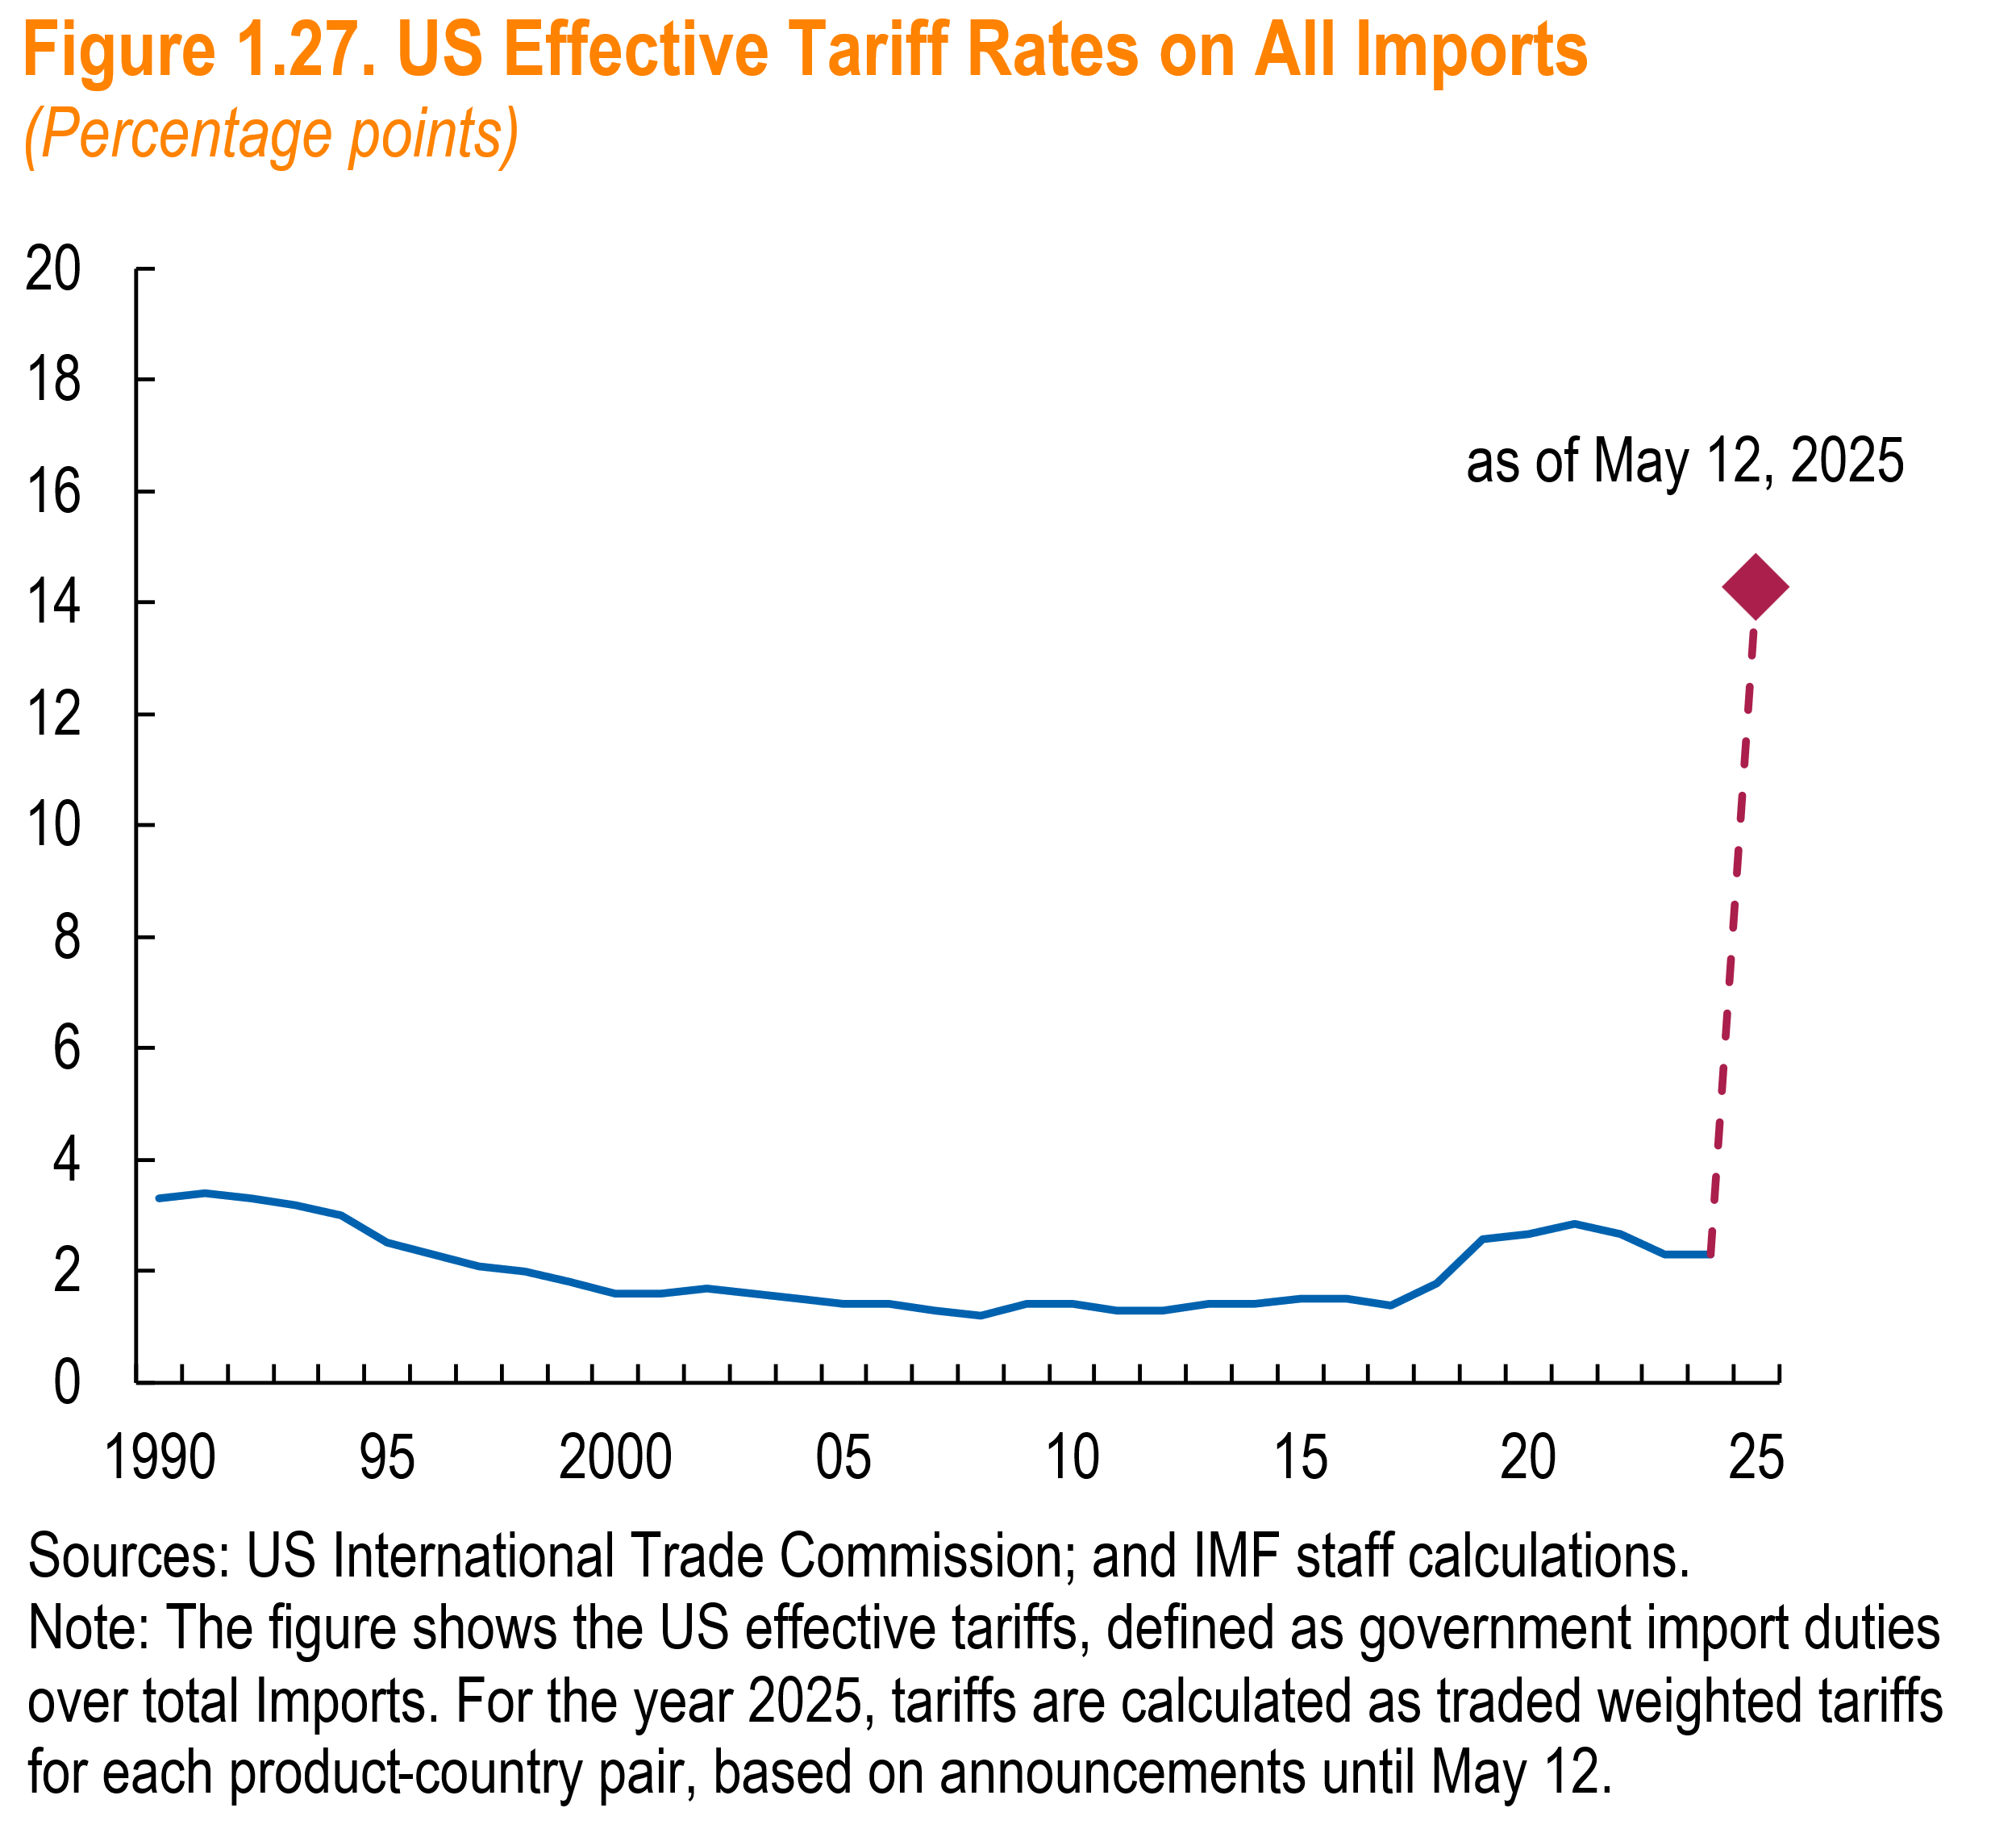 Figure 1.27. US Effective Tariff Rates on All Imports
(Percentage points)
20
18
16
as of May 12, 2025
14
12
10
8
6
4
2
0
1990 95 2000 05 10 15 20 25
Sources: US International Trade Commission; and IMF staff calculations.
Note: The figure shows the US effective tariffs, defined as government import duties
over total Imports. For the year 2025, tariffs are calculated as traded weighted tariffs
for each product-country pair, based on announcements until May 12.